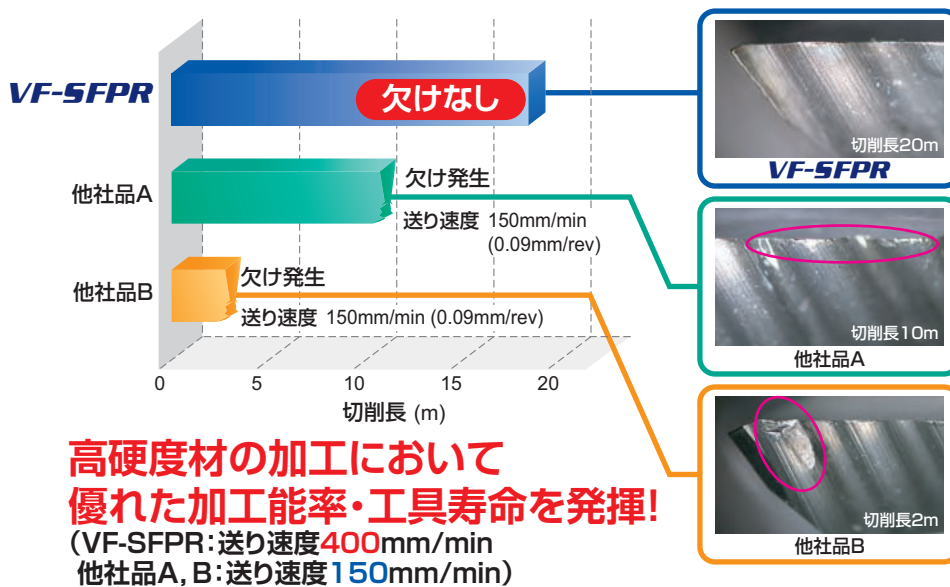 VF-SFPR
欠けなし
切削長20m
VF-SFPR
他社品A
欠け発生
送り速度 150mm/min
(0.09mm/rev)
切削長10m
他社品A
他社品B
欠け発生
送り速度 150mm/min (0.09mm/rev)
0 5 10 15 20
切削長 (m)
切削長2m
他社品B
高硬度材の加工において
優れた加工能率・工具寿命を発揮!
(VF-SFPR:送り速度400mm/min
他社品A, B:送り速度150mm/min)